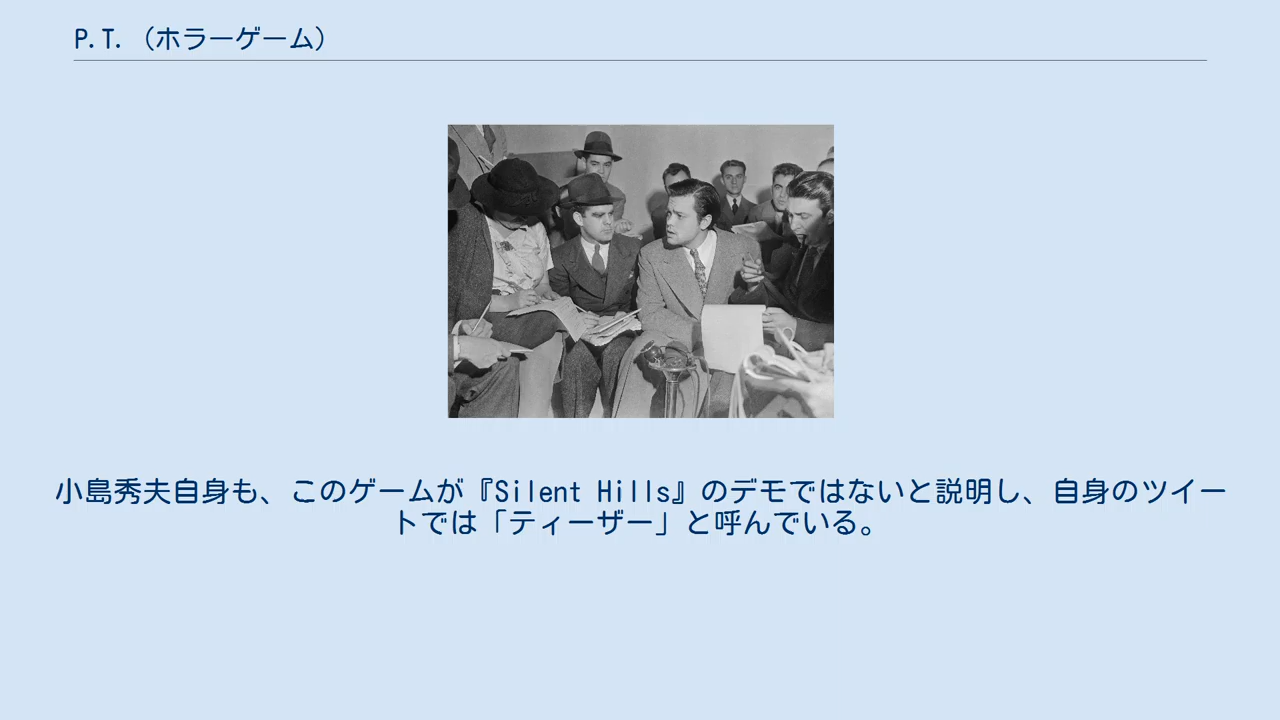 P.T.（ホラーゲーム）
小島秀夫自身も、このゲームが『Silent Hills』のデモではないと説明し、自身のツイー
トでは「ティーザー」と呼んでいる。